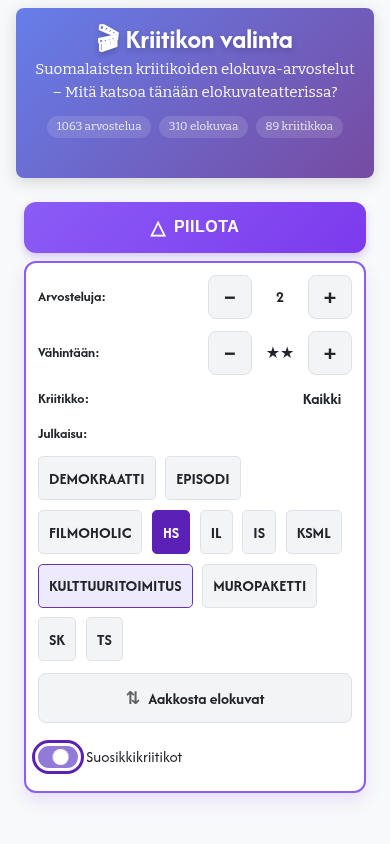 🎬 Kriitikon valinta
Suomalaisten kriitikoiden elokuva-arvostelut
– Mitä katsoa tänään elokuvateatterissa?
1063 arvostelua 310 elokuvaa 89 kriitikkoa
△ PIILOTA
Arvosteluja: − 2 +
Vähintään: − ★★ +
Kriitikko: Kaikki
Julkaisu:
DEMOKRAATTI EPISODI
FILMOHOLIC HS IL IS KSML
KULTTUURITOIMITUS MUROPAKETTI
SK TS
⇅ Aakkosta elokuvat
Suosikkikriitikot